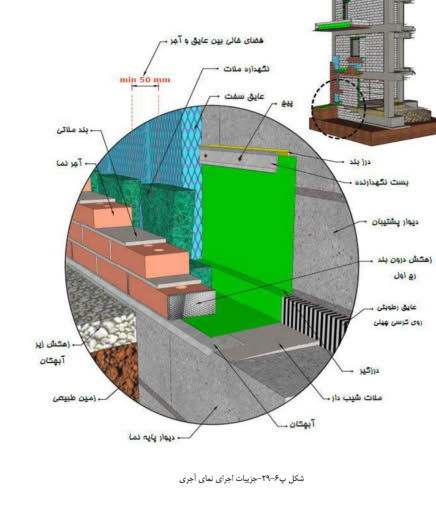 فضای خالی بین عایق و آجر
min 50 mm
نگهداره ملات
عایق سخت
پیچ
بند ملاتی
آجر نما
درز بند
بست نگهدارنده
دیوار پشتیبان
زهکش درون بند
رج اول
عایق رطوبتی
روی کرسی چینی
زهکش زیر
آبچکان
درزگیر
زمین طبیعی
ملات شیب دار
آبچکان
دیوار پایه نما
شکل پ۶-۲۹-جزییات اجرای نمای آجری